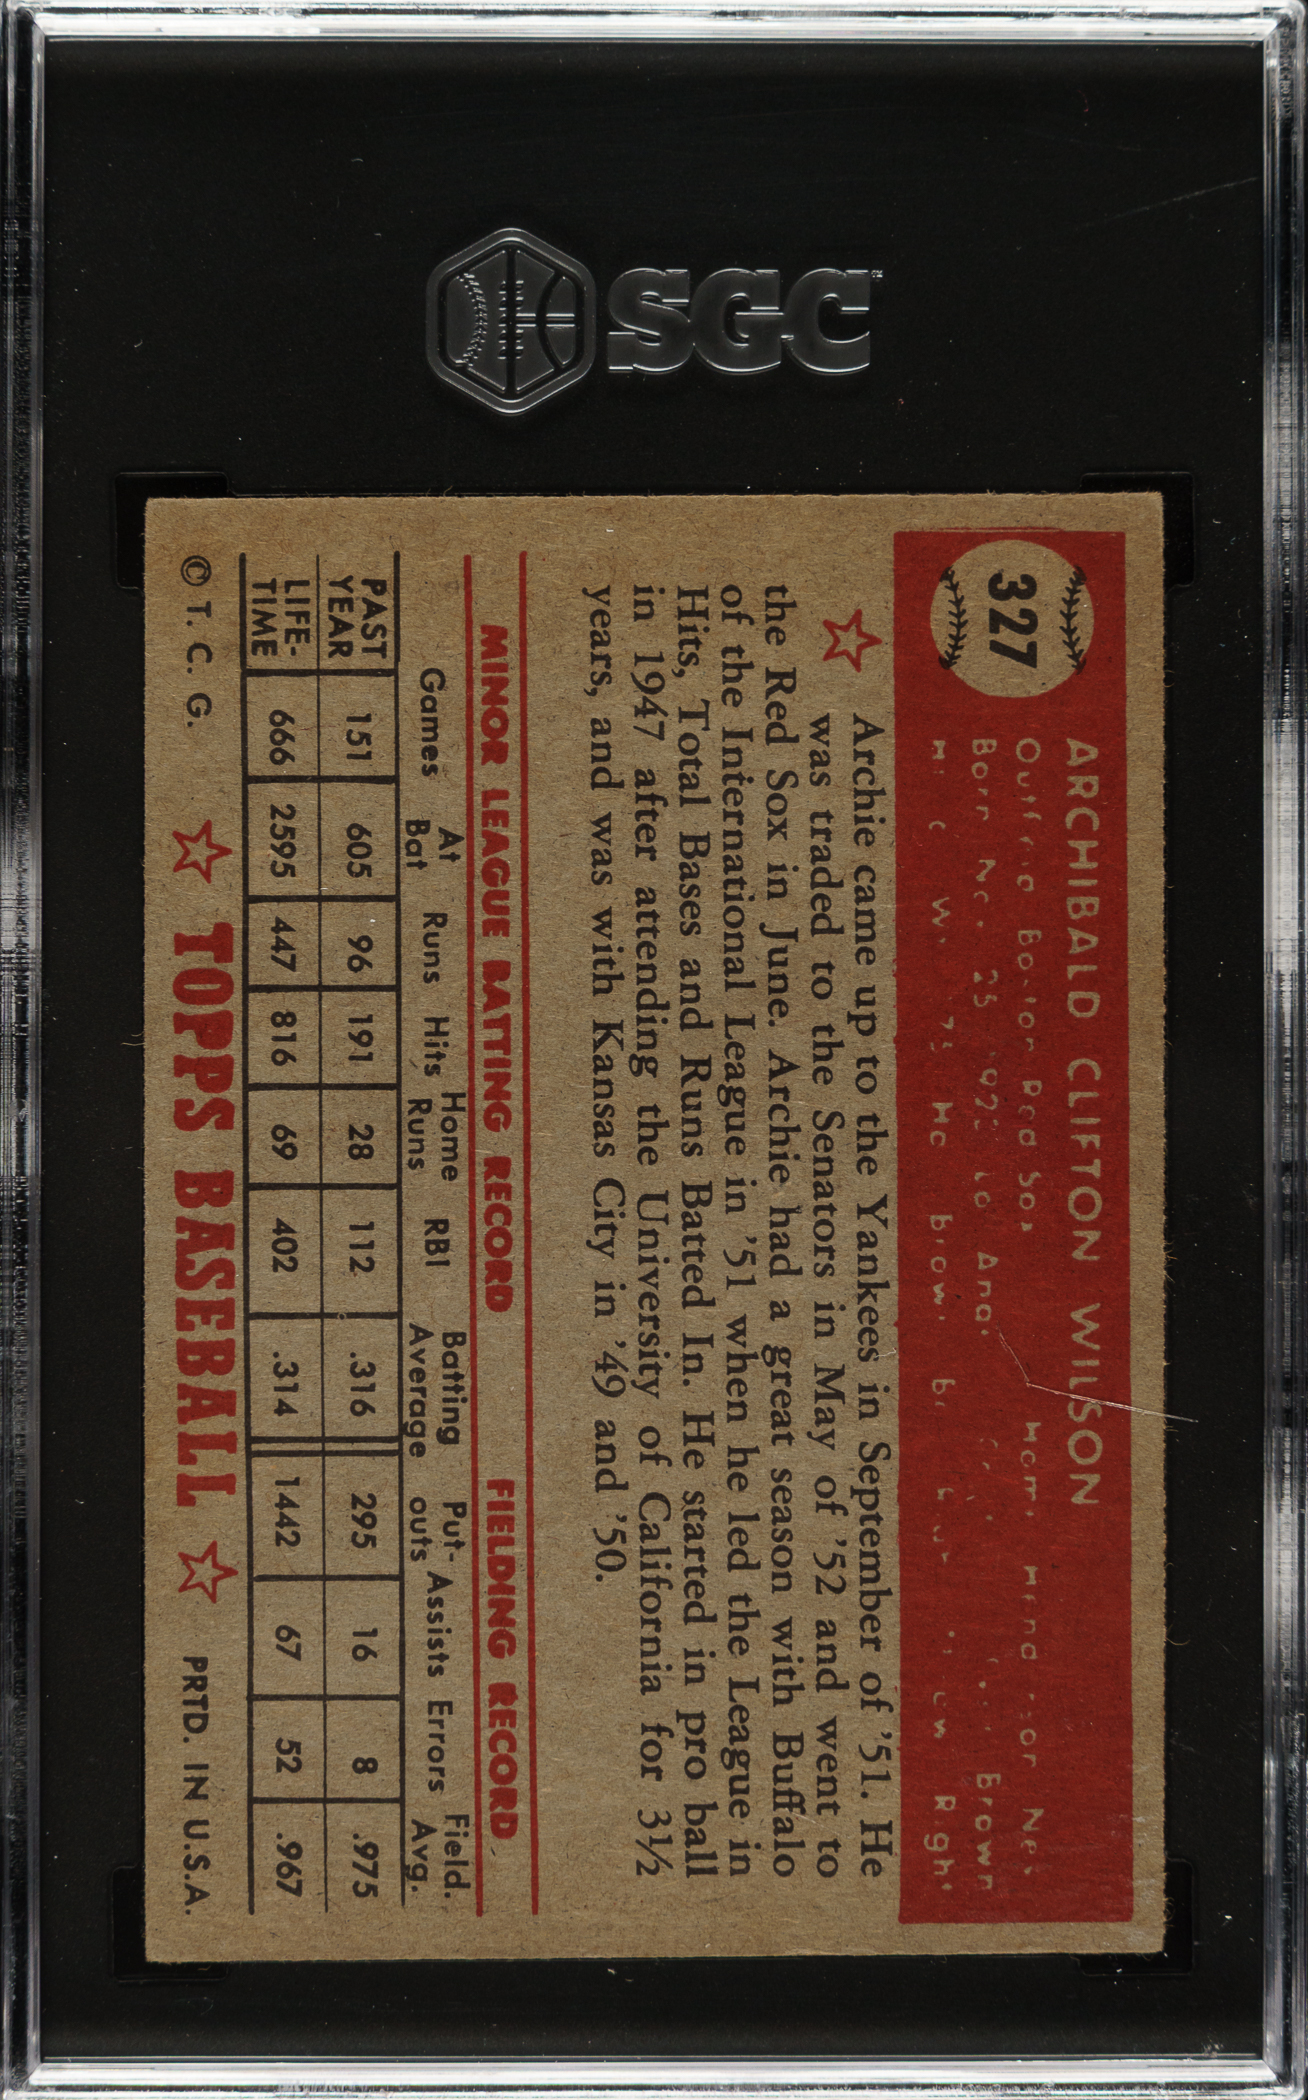 SGC
327
ARCHIBALD CLIFTON WILSON
Red
25
Brown
Archie came up to the Yankees in September of '51. He
was traded to the Senators in May of '52 and went to
the Red Sox in June. Archie had a great season with Buffalo
of the International League in '51 when he led the League in
Hits, Total Bases and Runs Batted In. He started in pro ball
in 1947 after attending the University of California for 3½
years, and was with Kansas City in '49 and '50.
MINOR LEAGUE BATTING RECORD FIELDING RECORD
Games At Bat Runs Hits Home Runs RBI Batting Average Put-outs Assists Errors Field. Avg.
PAST YEAR 151 605 96 191 28 112 .316 295 16 8 .975
LIFE-TIME 666 2595 447 816 69 402 .314 1442 67 52 .967
© T. C. G. ☆ TOPPS BASEBALL ☆ PRTD. IN U.S.A.